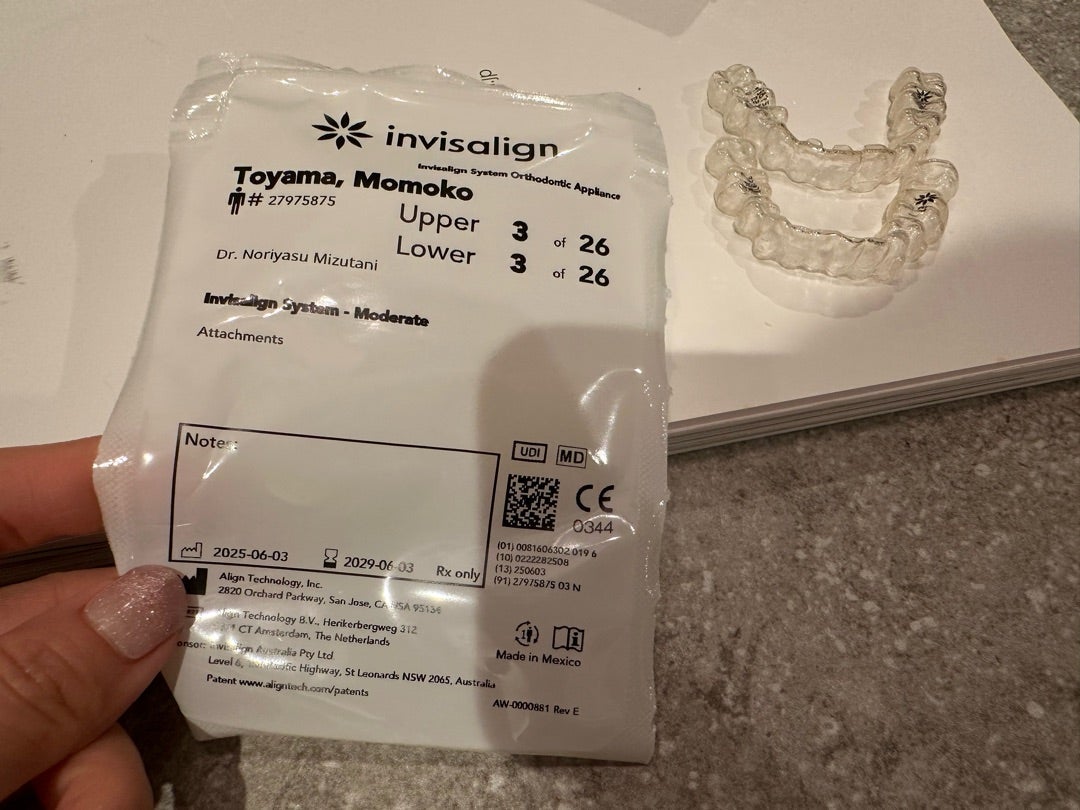 invisalign
Invisalign System Orthodontic Appliance
Toyama, Momoko
# 27975875
Upper 3 of 26
Lower 3 of 26
Dr. Noriyasu Mizutani
Invisalign System - Moderate
Attachments
Notes:
2025-06-03 2029-06-03 Rx only
UDI MD
CE
0344
(01) 0081606302 019 6
(10) 0222282508
(13) 250603
(91) 27975875 03 N
Align Technology, Inc.
2820 Orchard Parkway, San Jose, CA USA 95134
Technology B.V., Herikerbergweg 312
CT Amsterdam, The Netherlands
Australia Pty Ltd
Level 6, Highway, St Leonards NSW 2065, Australia
Patent www.aligntech.com/patents
1
Made in Mexico
AW-0000881 Rev E